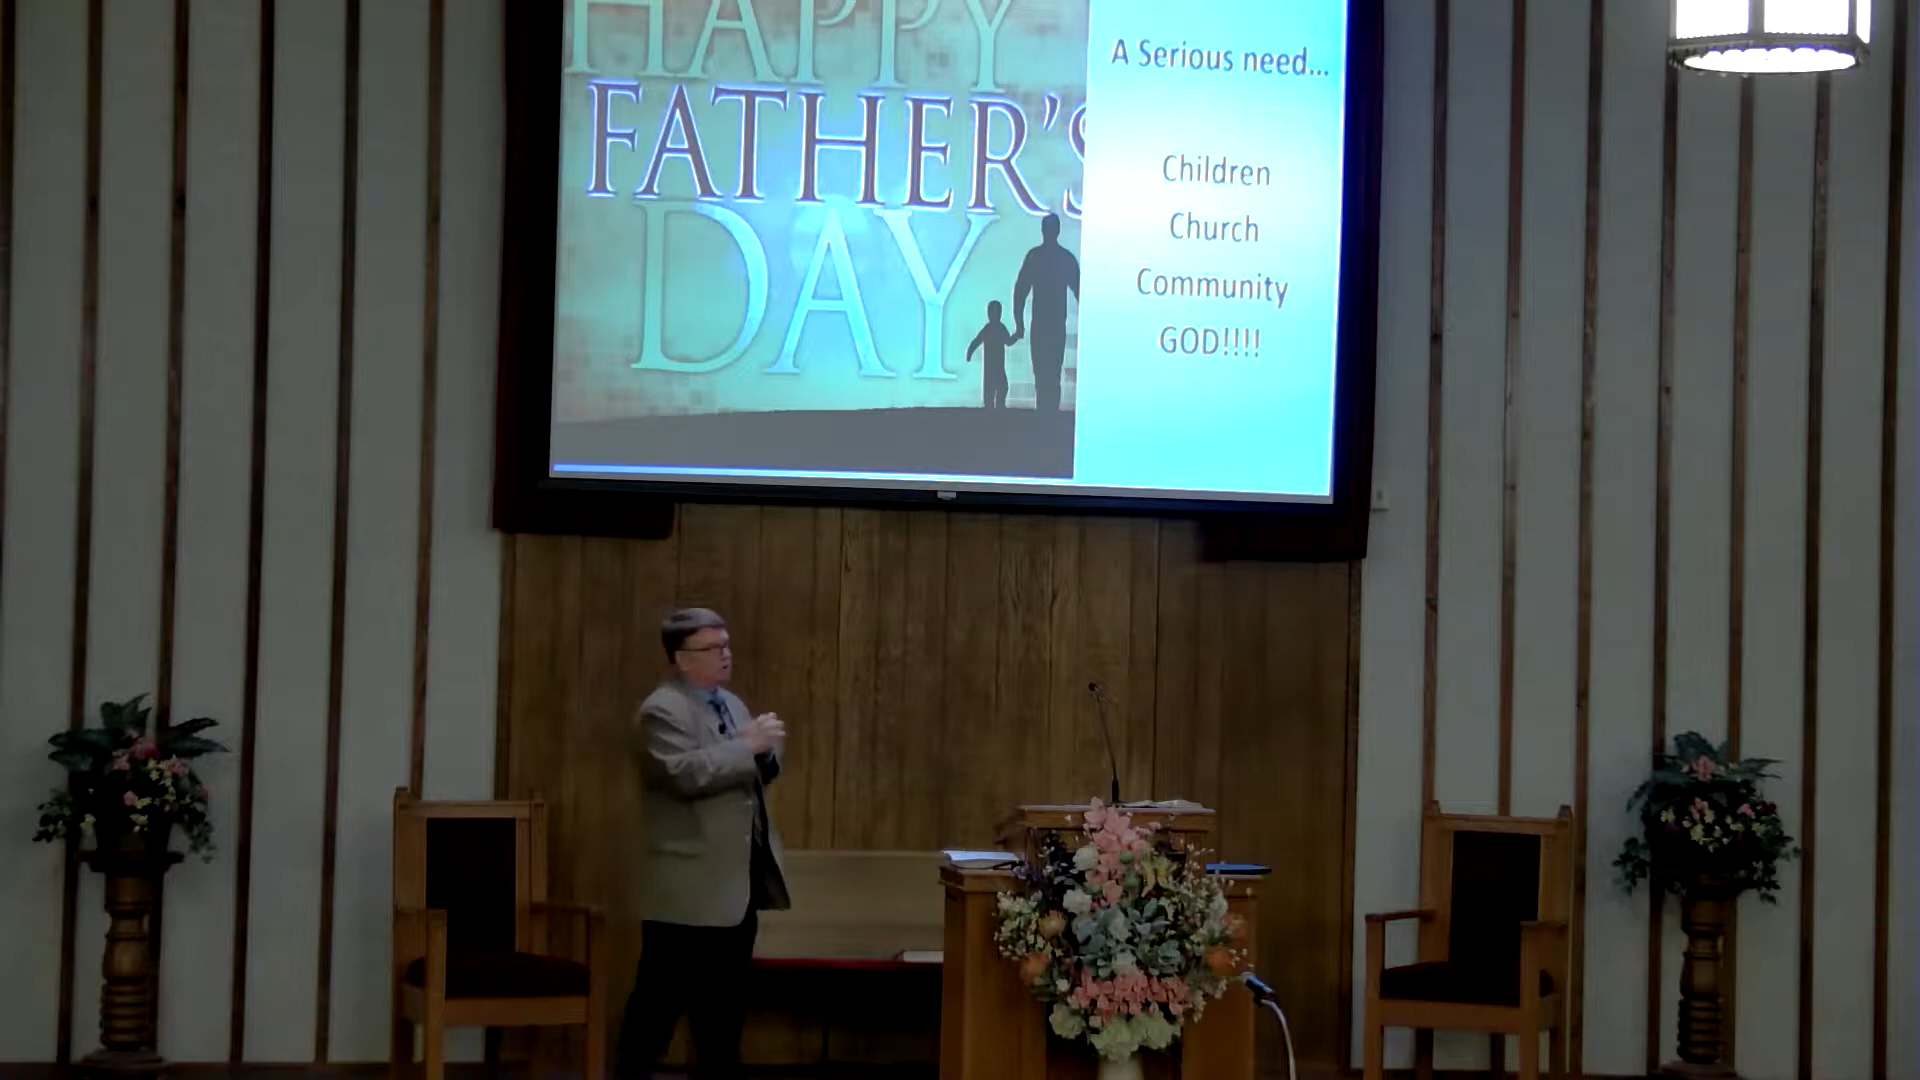 HAPPY
FATHER'S
DAY
A Serious need...
Children
Church
Community
GOD!!!!